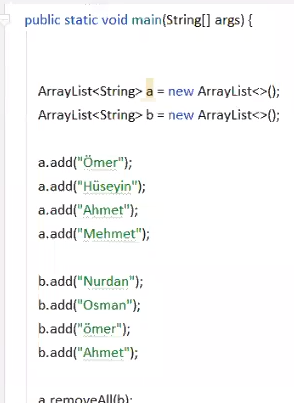 public static void main(String[] args) {
ArrayList<String> a = new ArrayList<>();
ArrayList<String> b = new ArrayList<>();
a.add("Ömer");
a.add("Hüseyin");
a.add("Ahmet");
a.add("Mehmet");
b.add("Nurdan");
b.add("Osman");
b.add("ömer");
b.add("Ahmet");
a.removeAll(b);